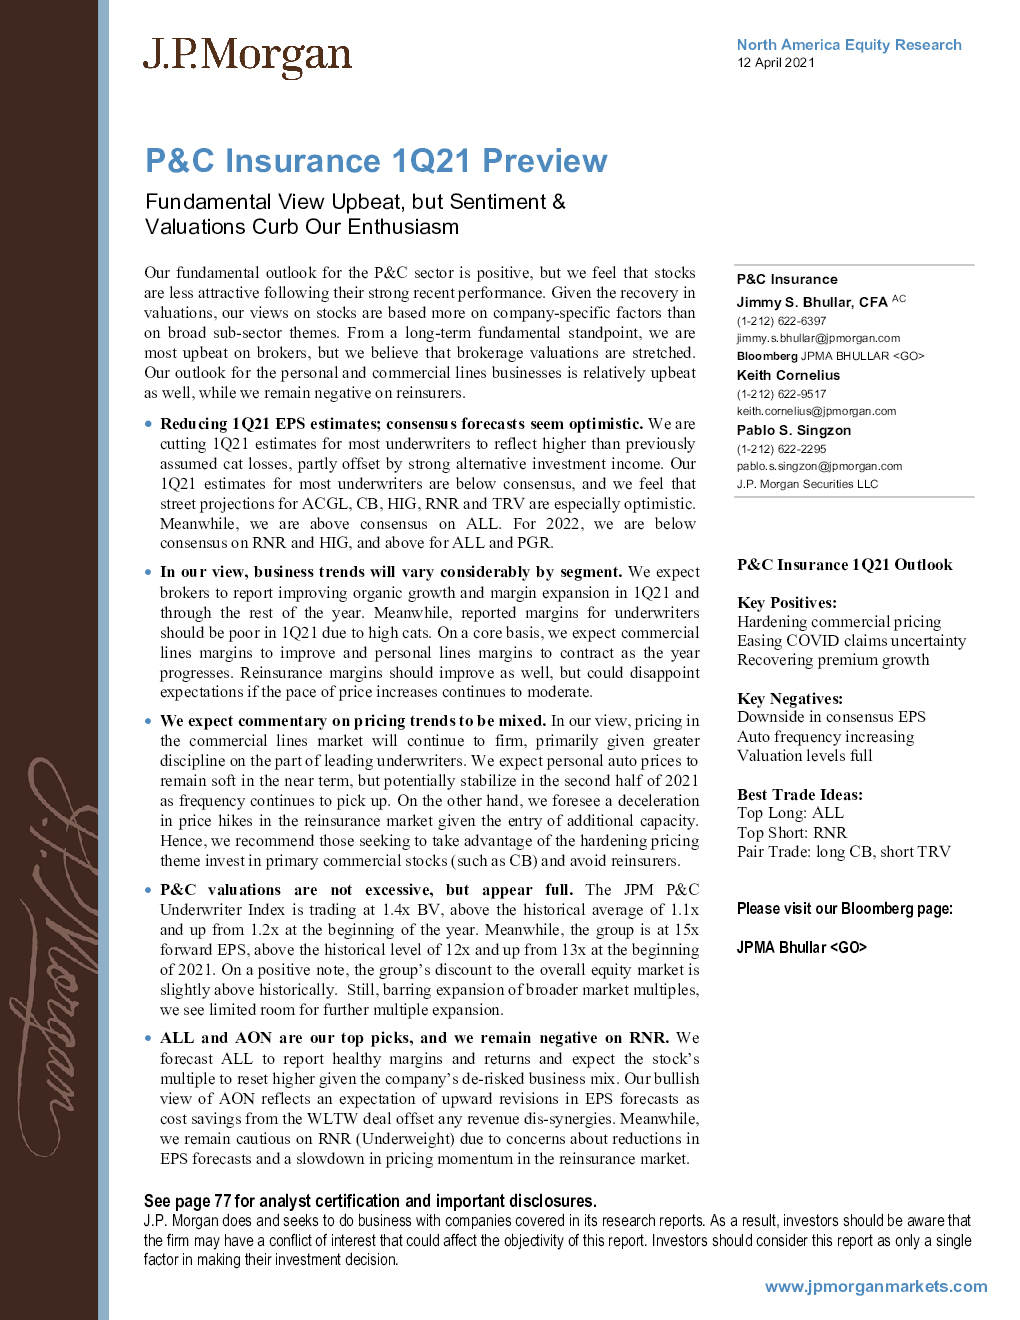 J.P.Morgan
North America Equity Research
12 April 2021
P&C Insurance 1Q21 Preview
Fundamental View Upbeat, but Sentiment &
Valuations Curb Our Enthusiasm
Our fundamental outlook for the P&C sector is positive, but we feel that stocks
are less attractive following their strong recent performance. Given the recovery in
valuations, our views on stocks are based more on company-specific factors than
on broad sub-sector themes. From a long-term fundamental standpoint, we are
most upbeat on brokers, but we believe that brokerage valuations are stretched.
Our outlook for the personal and commercial lines businesses is relatively upbeat
as well, while we remain negative on reinsurers.
• Reducing 1Q21 EPS estimates; consensus forecasts seem optimistic. We are
cutting 1Q21 estimates for most underwriters to reflect higher than previously
assumed cat losses, partly offset by strong alternative investment income. Our
1Q21 estimates for most underwriters are below consensus, and we feel that
street projections for ACGL, CB, HIG, RNR and TRV are especially optimistic.
Meanwhile, we are above consensus on ALL. For 2022, we are below
consensus on RNR and HIG, and above for ALL and PGR.
• In our view, business trends will vary considerably by segment. We expect
brokers to report improving organic growth and margin expansion in 1Q21 and
through the rest of the year. Meanwhile, reported margins for underwriters
should be poor in 1Q21 due to high cats. On a core basis, we expect commercial
lines margins to improve and personal lines margins to contract as the year
progresses. Reinsurance margins should improve as well, but could disappoint
expectations if the pace of price increases continues to moderate.
• We expect commentary on pricing trends to be mixed. In our view, pricing in
the commercial lines market will continue to firm, primarily given greater
discipline on the part of leading underwriters. We expect personal auto prices to
remain soft in the near term, but potentially stabilize in the second half of 2021
as frequency continues to pick up. On the other hand, we foresee a deceleration
in price hikes in the reinsurance market given the entry of additional capacity.
Hence, we recommend those seeking to take advantage of the hardening pricing
theme invest in primary commercial stocks (such as CB) and avoid reinsurers.
• P&C valuations are not excessive, but appear full. The JPM P&C
Underwriter Index is trading at 1.4x BV, above the historical average of 1.1x
and up from 1.2x at the beginning of the year. Meanwhile, the group is at 15x
forward EPS, above the historical level of 12x and up from 13x at the beginning
of 2021. On a positive note, the group's discount to the overall equity market is
slightly above historically. Still, barring expansion of broader market multiples,
we see limited room for further multiple expansion.
• ALL and AON are our top picks, and we remain negative on RNR. We
forecast ALL to report healthy margins and returns and expect the stock's
multiple to reset higher given the company's de-risked business mix. Our bullish
view of AON reflects an expectation of upward revisions in EPS forecasts as
cost savings from the WLTW deal offset any revenue dis-synergies. Meanwhile,
we remain cautious on RNR (Underweight) due to concerns about reductions in
EPS forecasts and a slowdown in pricing momentum in the reinsurance market.
P&C Insurance
Jimmy S. Bhullar, CFA AC
(1-212) 622-6397
jimmy.s.bhullar@jpmorgan.com
Bloomberg JPMA BHULLAR <GO>
Keith Cornelius
(1-212) 622-9517
keith.cornelius@jpmorgan.com
Pablo S. Singzon
(1-212) 622-2295
pablo.s.singzon@jpmorgan.com
J.P. Morgan Securities LLC
P&C Insurance 1Q21 Outlook
Key Positives:
Hardening commercial pricing
Easing COVID claims uncertainty
Recovering premium growth
Key Negatives:
Downside in consensus EPS
Auto frequency increasing
Valuation levels full
Best Trade Ideas:
Top Long: ALL
Top Short: RNR
Pair Trade: long CB, short TRV
Please visit our Bloomberg page:
JPMA Bhullar <GO>
J.P. Morgan
See page 77 for analyst certification and important disclosures.
J.P. Morgan does and seeks to do business with companies covered in its research reports. As a result, investors should be aware that
the firm may have a conflict of interest that could affect the objectivity of this report. Investors should consider this report as only a single
factor in making their investment decision.
www.jpmorganmarkets.com